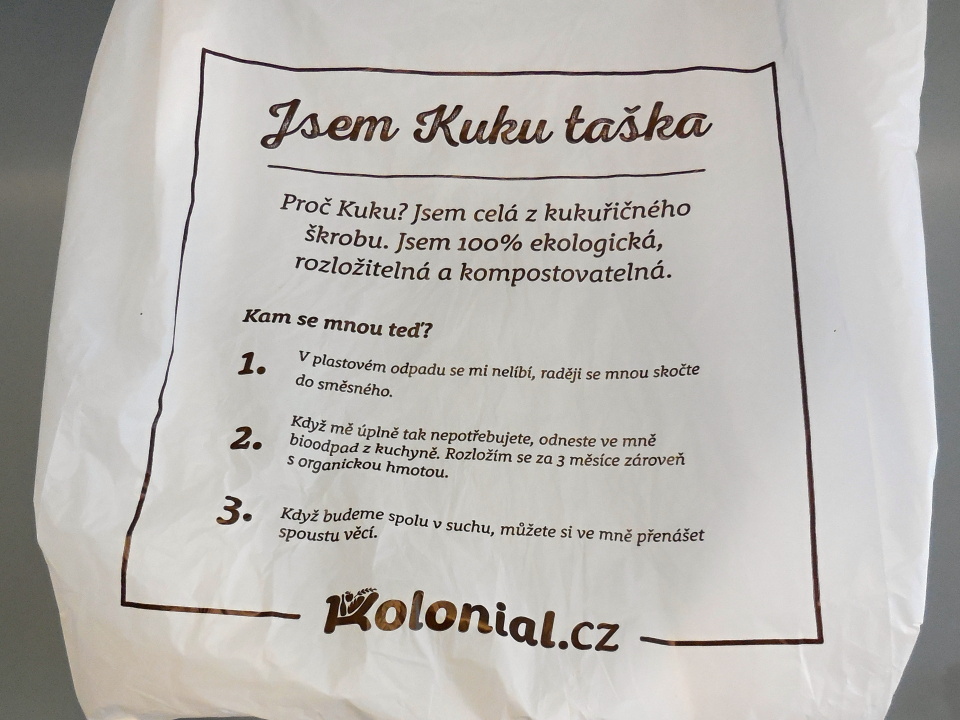 Jsem Kuku taška
Proč Kuku? Jsem celá z kukuřičného
škrobu. Jsem 100% ekologická,
rozložitelná a kompostovatelná.
Kam se mnou teď?
1. V plastovém odpadu se mi nelíbí, raději se mnou skočte
do směsného.
2. Když mě úplně tak nepotřebujete, odneste ve mně
bioodpad z kuchyně. Rozložím se za 3 měsíce zároveň
s organickou hmotou.
3. Když budeme spolu v suchu, můžete si ve mně přenášet
spoustu věcí.
Kolonial.cz